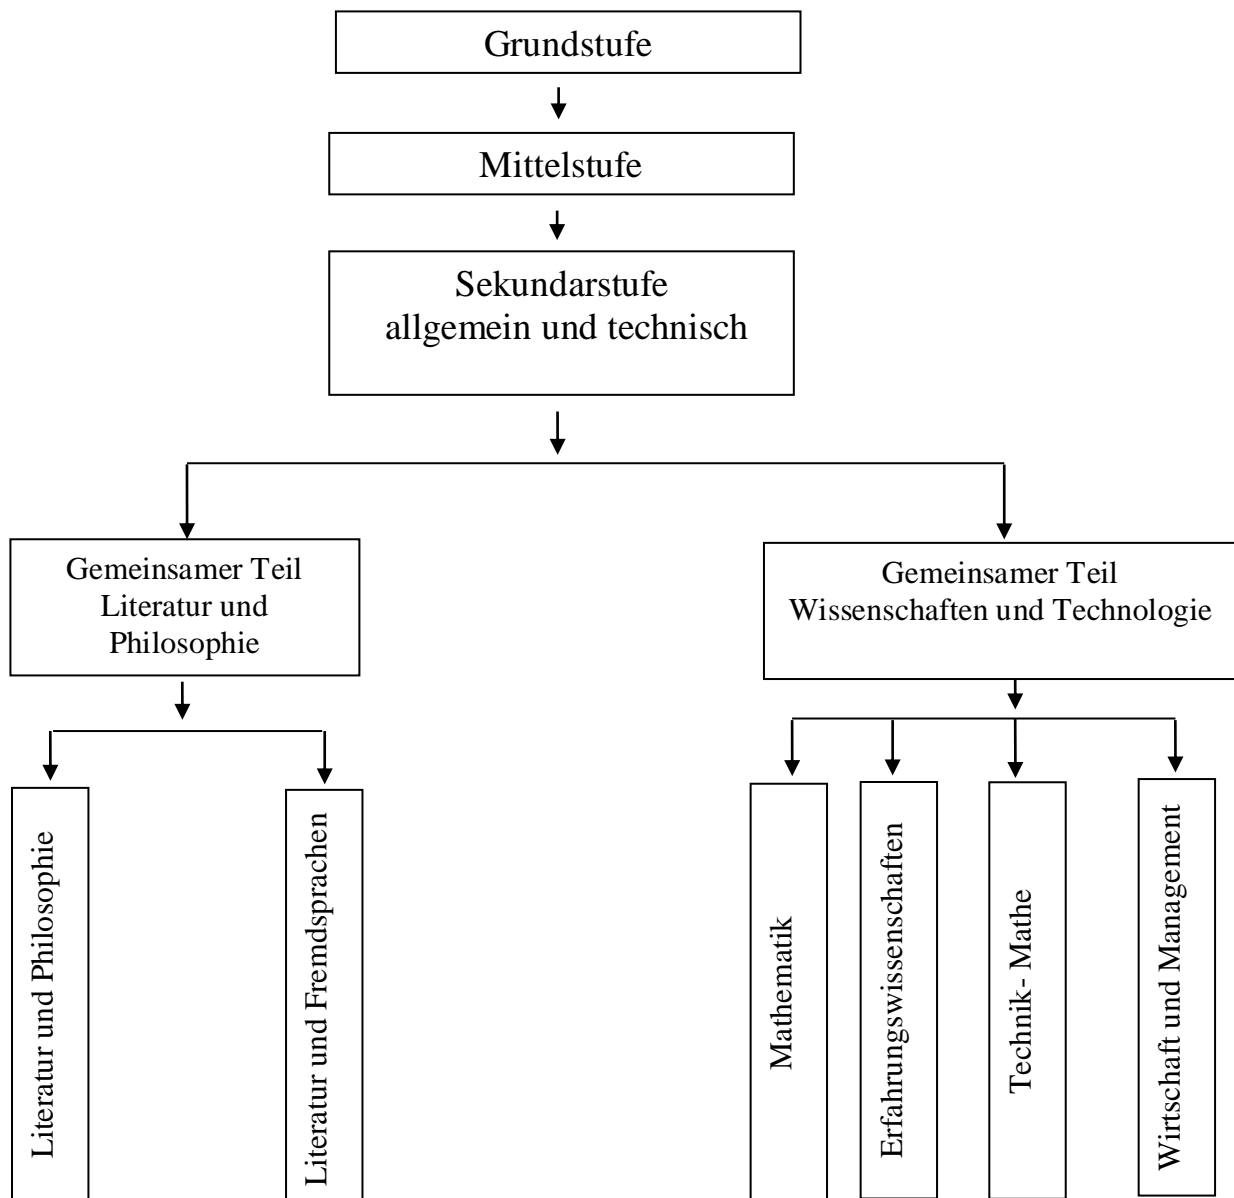 Grundstufe
Mittelstufe
Sekundarstufe
allgemein und technisch
Gemeinsamer Teil
Literatur und
Philosophie
Gemeinsamer Teil
Wissenschaften und Technologie
Literatur und Philosophie
Literatur und Fremdsprachen
Mathematik
Erfahrungswissenschaften
Technik- Mathe
Wirtschaft und Management